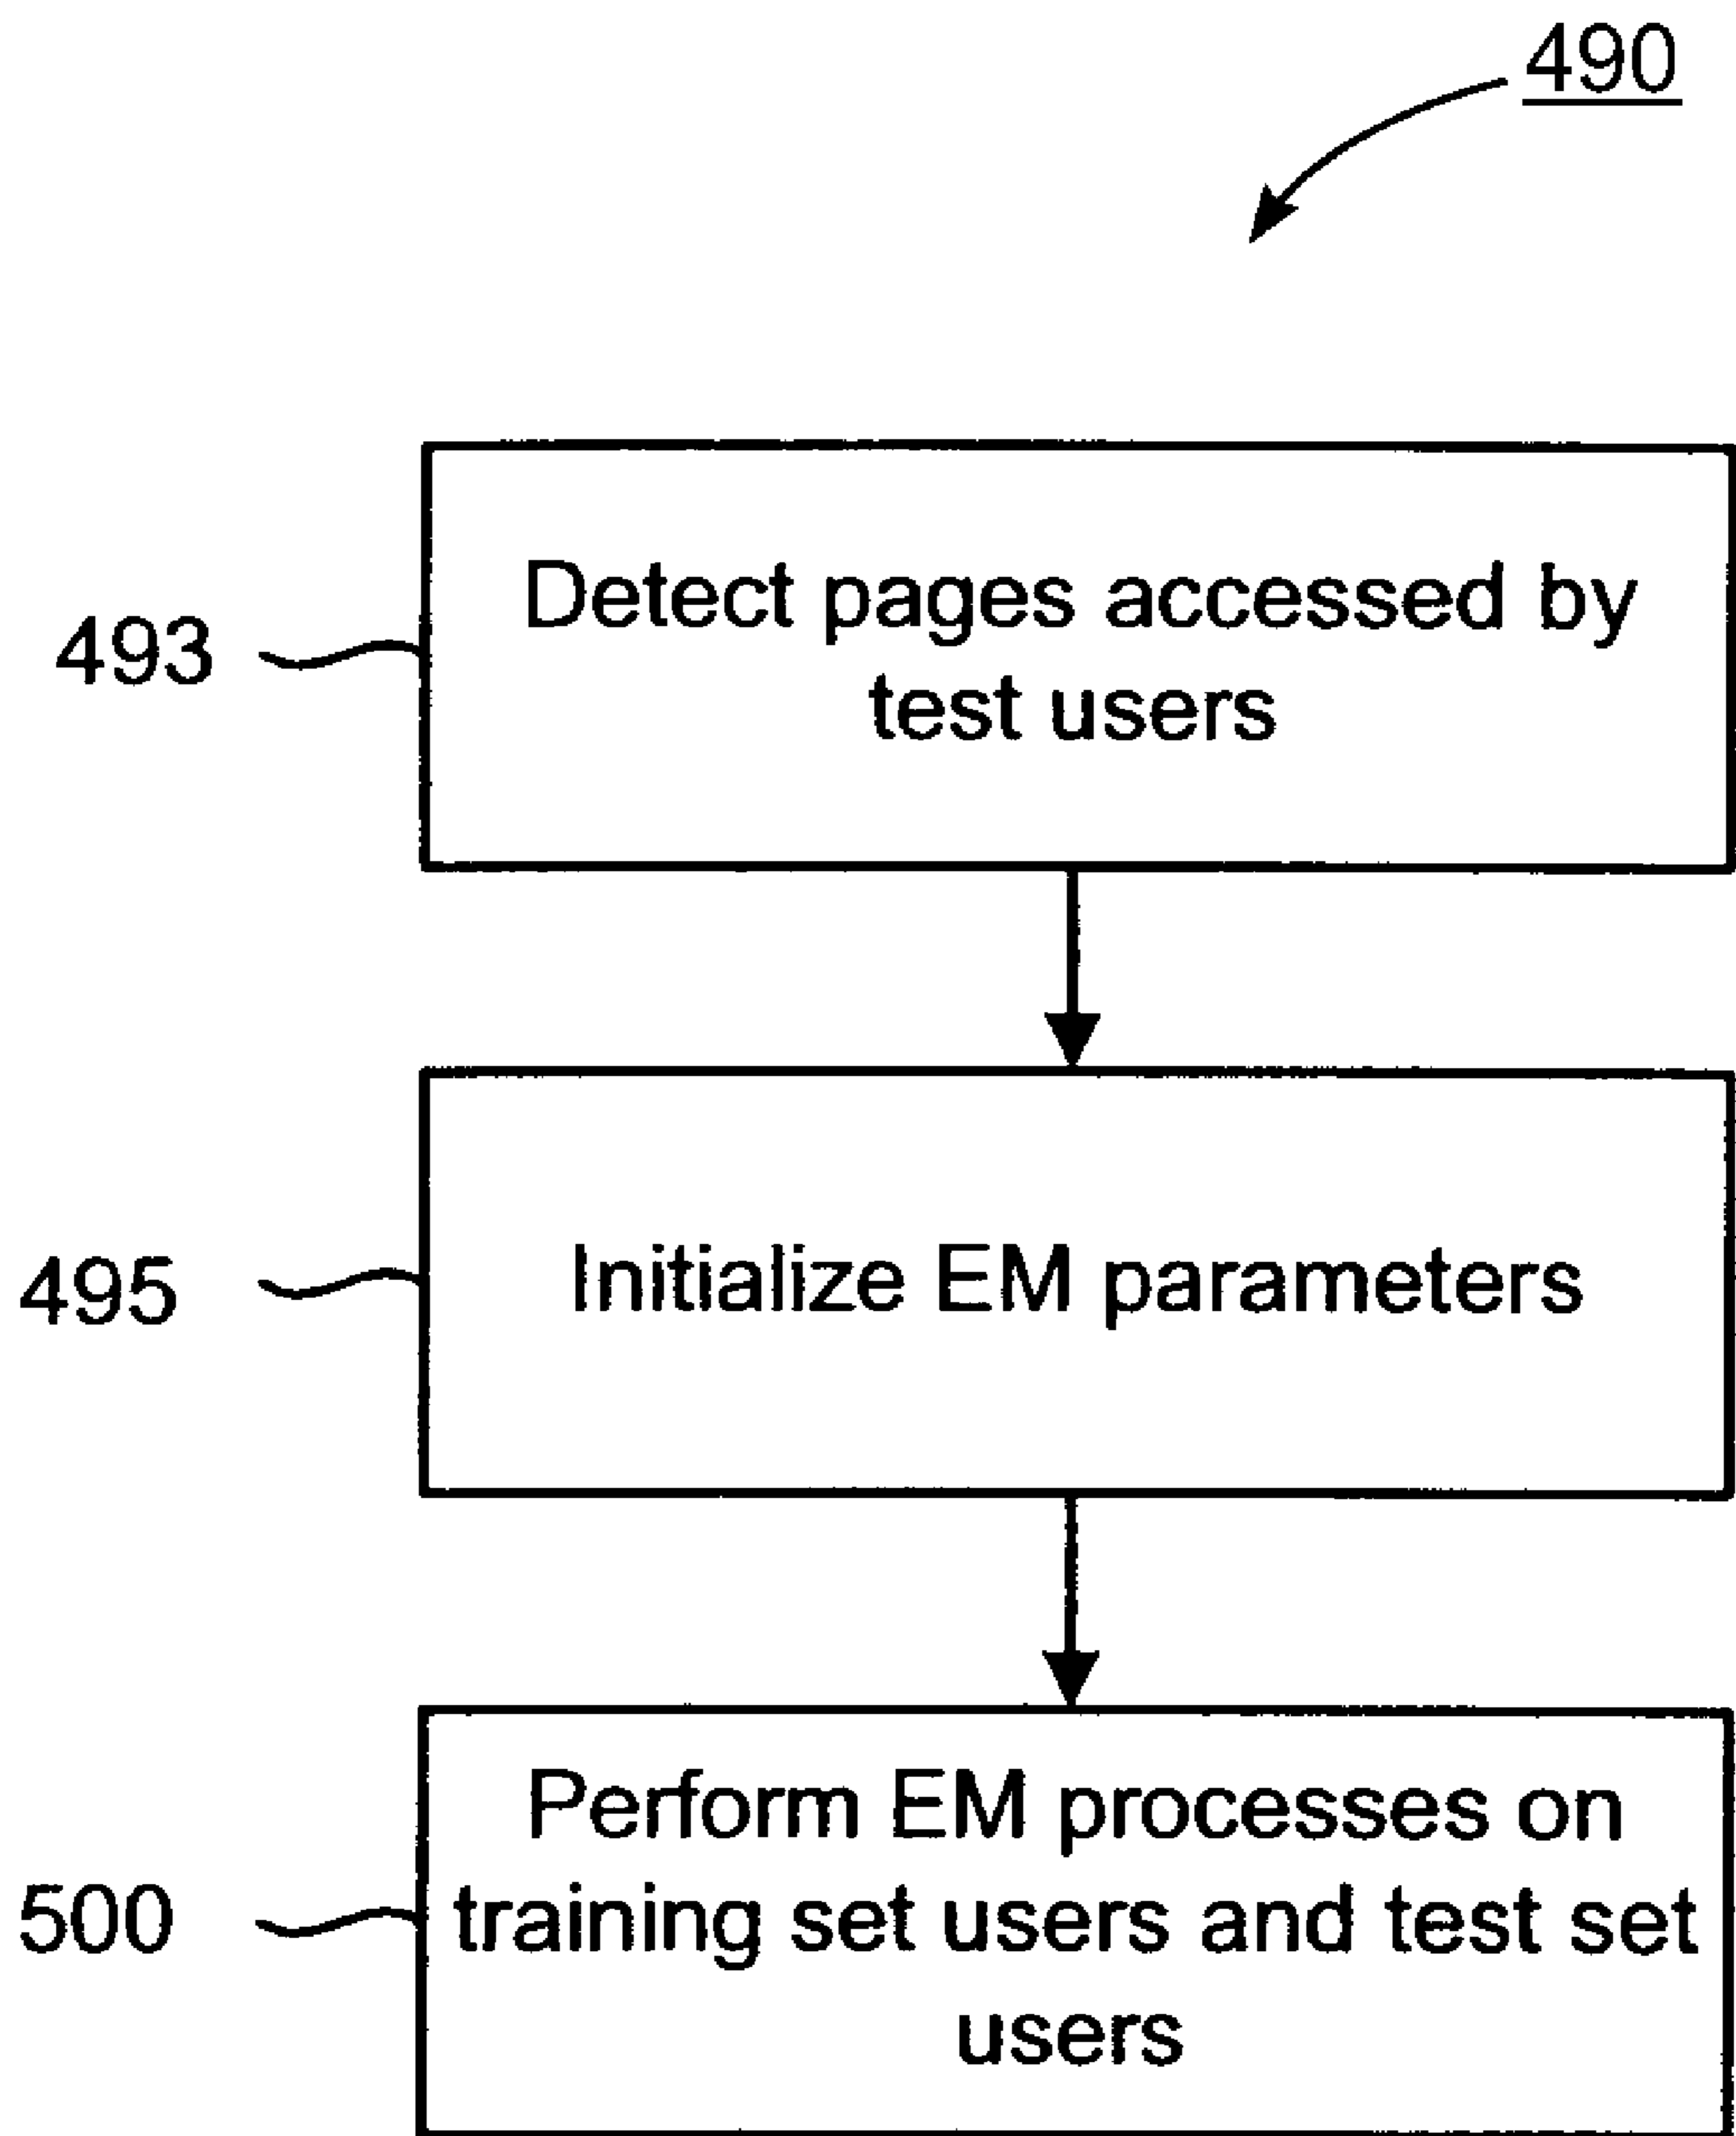 490
493
Detect pages accessed by
test users
495
Initialize EM parameters
500
Perform EM processes on
training set users and test set
users